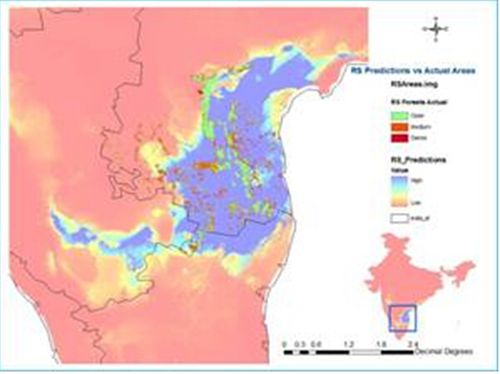 RS Predictions vs Actual Areas
RSAreas.img
RS Forests Actual
Open
Medium
Dense
RS_Predictions
Value
High
Low
0 0.3 0.6 1.2 1.8 2.4
Decimal Degrees